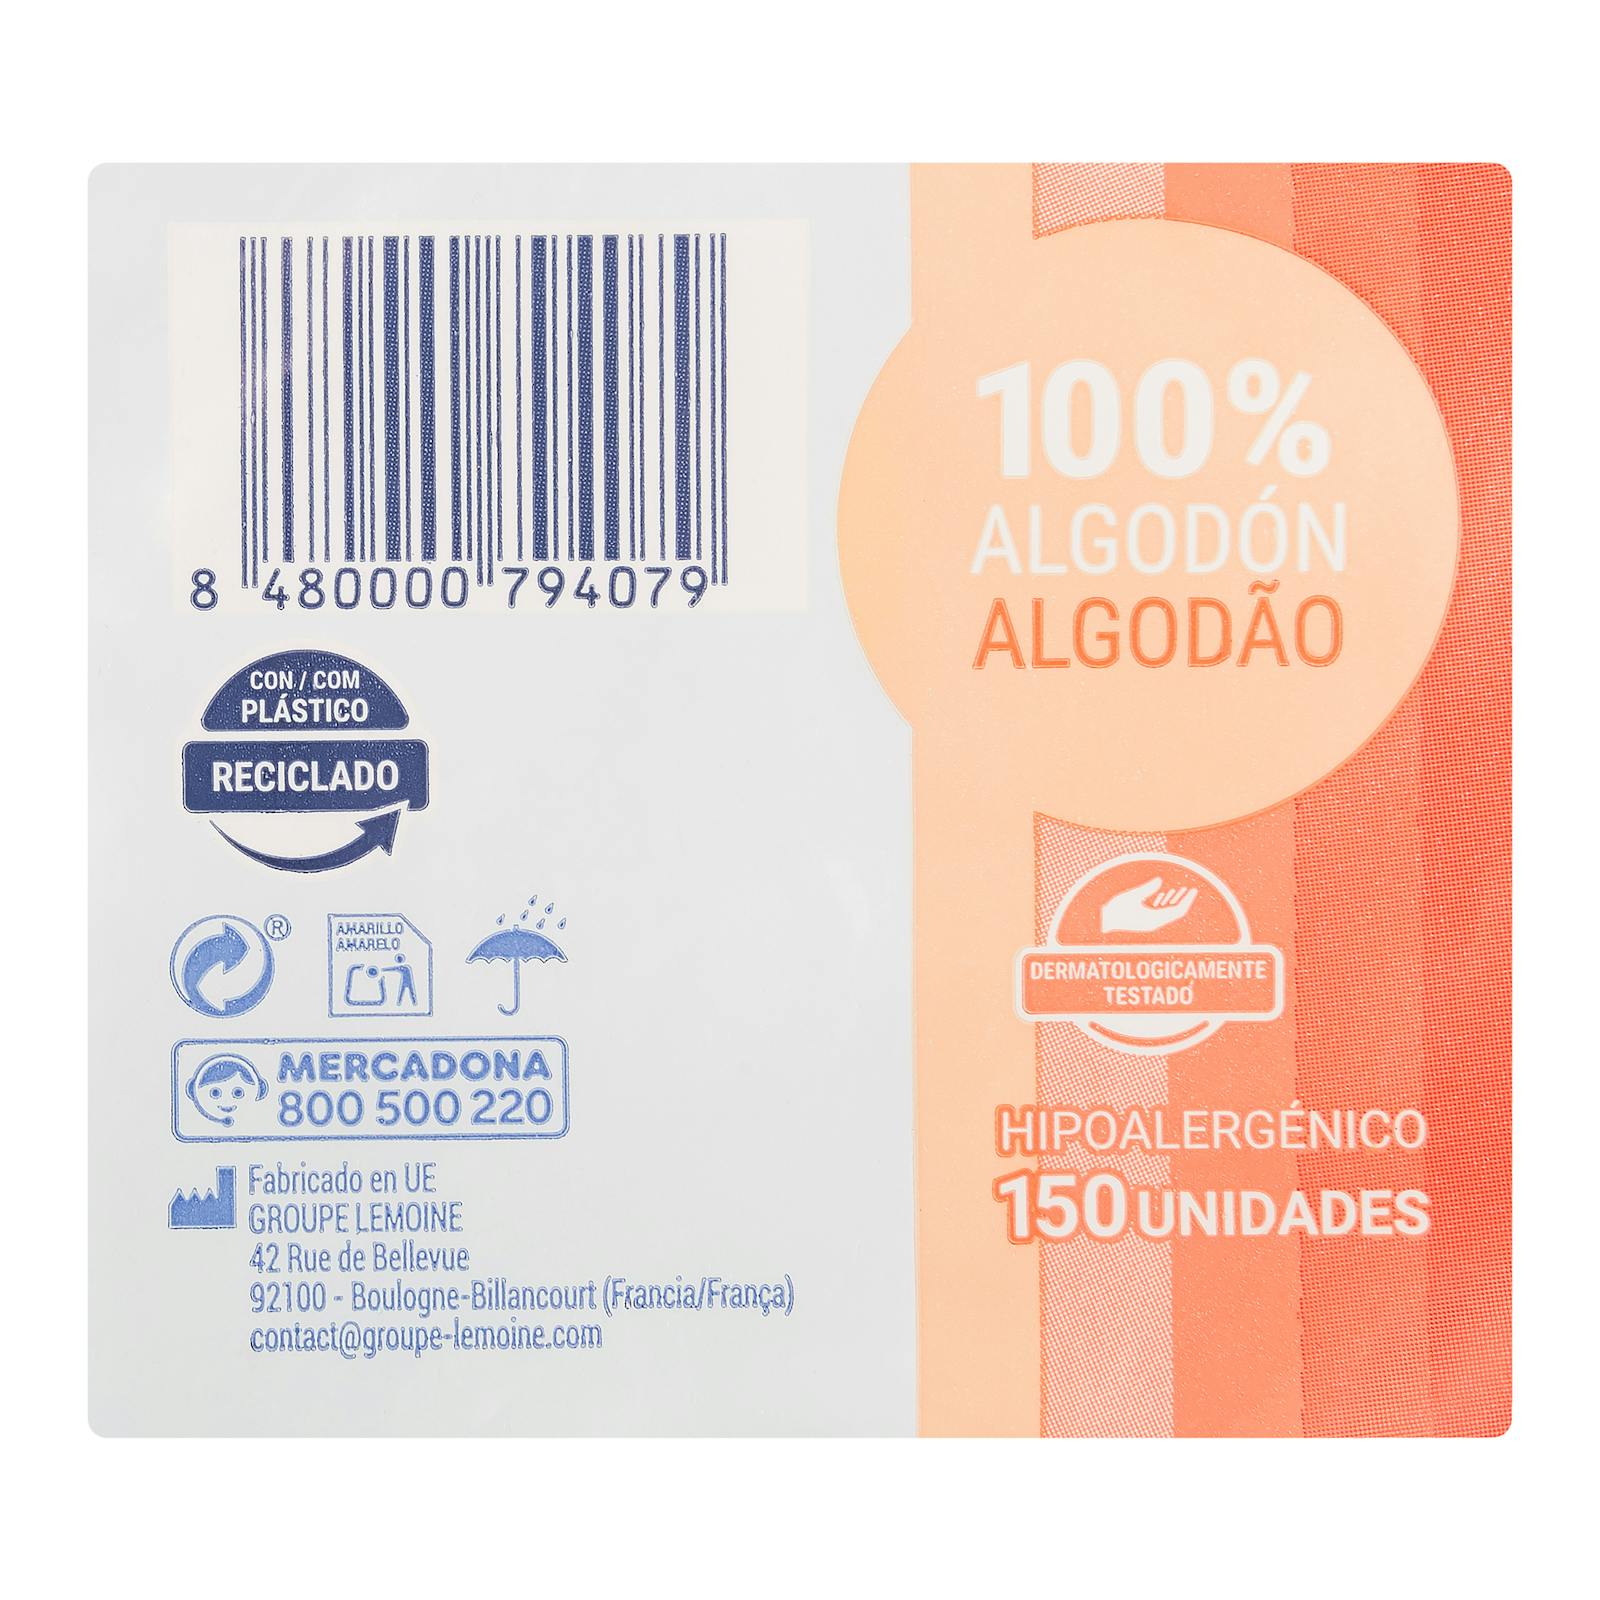 8 480000 794079
CON / COM
PLÁSTICO
RECICLADO
®
AMARILLO
AMARELO
MERCADONA
800 500 220
Fabricado en UE
GROUPE LEMOINE
42 Rue de Bellevue
92100 - Boulogne-Billancourt (Francia/França)
contact@groupe-lemoine.com
100%
ALGODÓN
ALGODÃO
DERMATOLOGICAMENTE
TESTADO
HIPOALERGÉNICO
150 UNIDADES